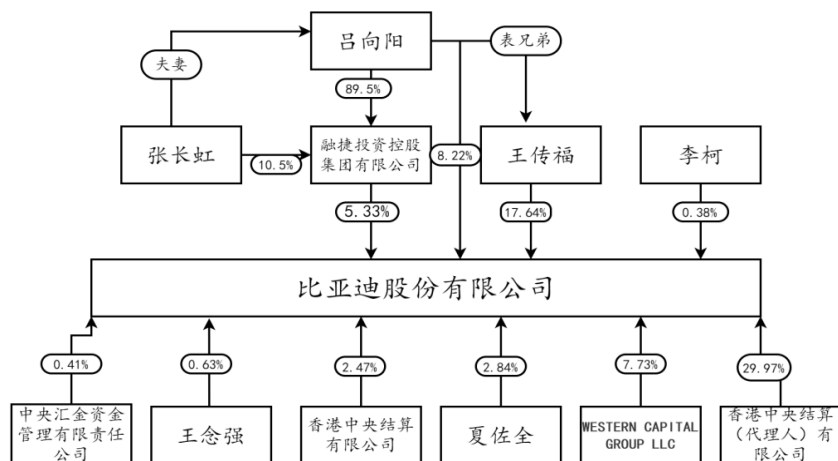 吕向阳
夫妻
表兄弟
89.5%
张长虹
10.5%
融捷投资控股
集团有限公司
8.22%
王传福
李柯
5.33%
17.64%
0.38%
比亚迪股份有限公司
0.41%
0.63%
2.47%
2.84%
7.73%
29.97%
中央汇金资金
管理有限责任
公司
王念强
香港中央结算
有限公司
夏佐全
WESTERN CAPITAL
GROUP LLC
香港中央结算
（代理人）有
限公司